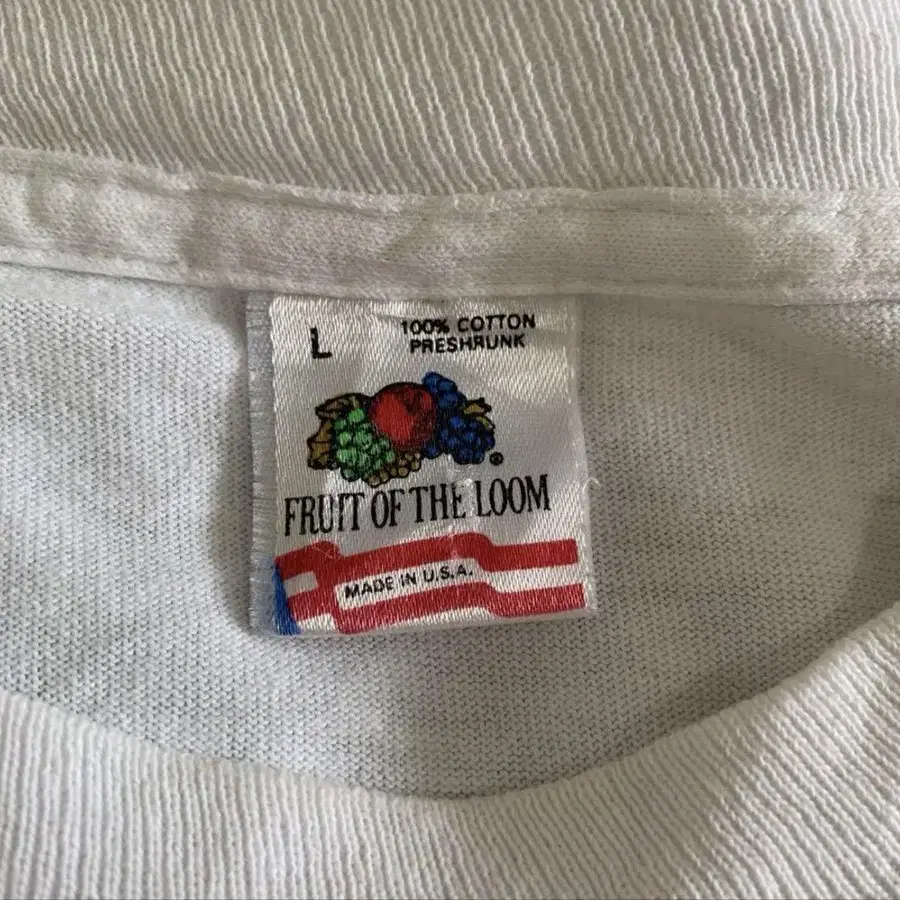 L
100% COTTON
PRESHRUNK
®
FRUIT OF THE LOOM
MADE IN U.S.A.